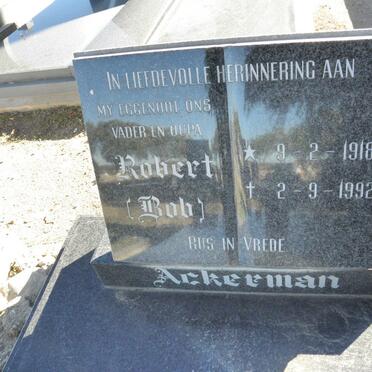 IN LIEFDEVOLLE HERINNERING AAN
MY EGGENOOT ONS
VADER EN OUPA
Robert
(Bob)
★ 9-2-1918
✝ 2-9-1992
RUS IN VREDE
Ackerman